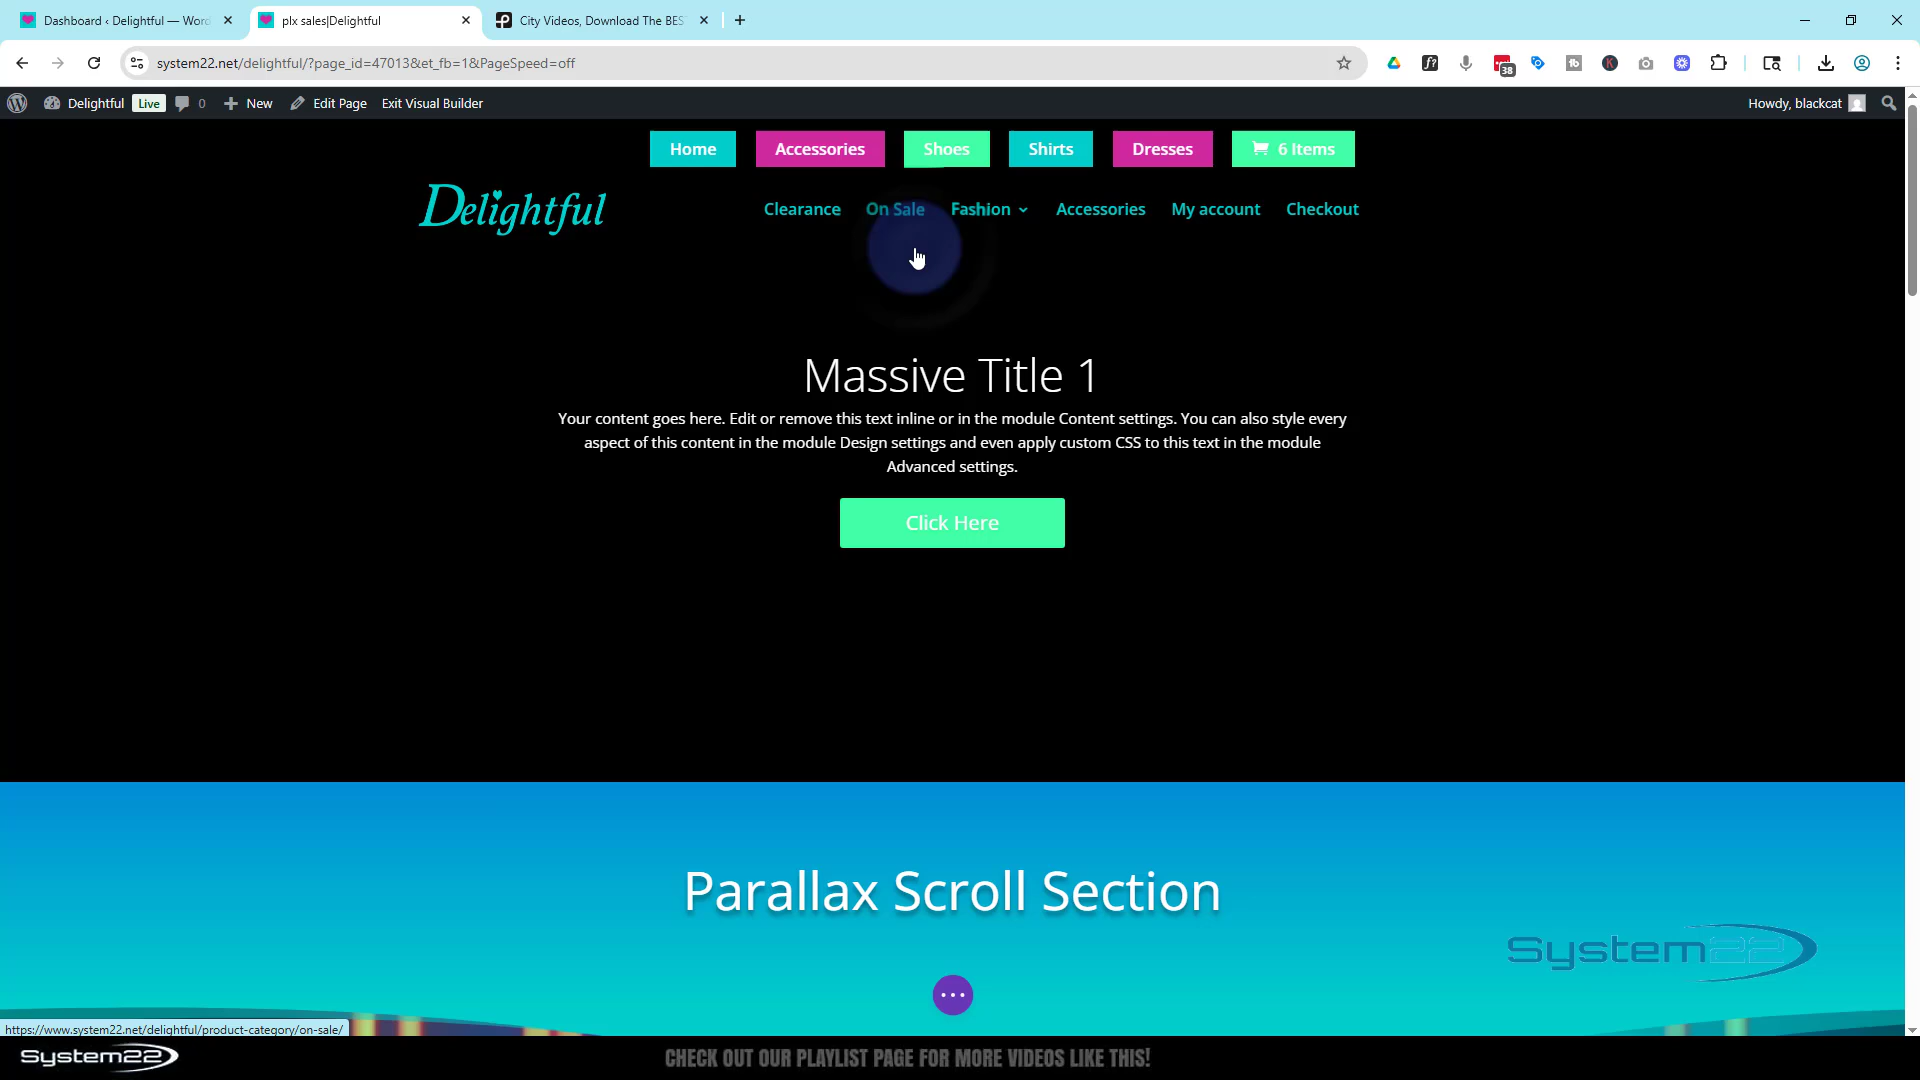 Dashboard ‹ Delightful — Word
plx sales|Delightful
City Videos, Download The BES
system22.net/delightful/?page_id=47013&et_fb=1&PageSpeed=off
38
Delightful
Live
0
New
Edit Page
Exit Visual Builder
Howdy, blackcat
Home
Accessories
Shoes
Shirts
Dresses
6 Items
Delightful
Clearance
On Sale
Fashion
Accessories
My account
Checkout
Massive Title 1
Your content goes here. Edit or remove this text inline or in the module Content settings. You can also style every
aspect of this content in the module Design settings and even apply custom CSS to this text in the module
Advanced settings.
Click Here
Parallax Scroll Section
System22
https://www.system22.net/delightful/product-category/on-sale/
System22
CHECK OUT OUR PLAYLIST PAGE FOR MORE VIDEOS LIKE THIS!